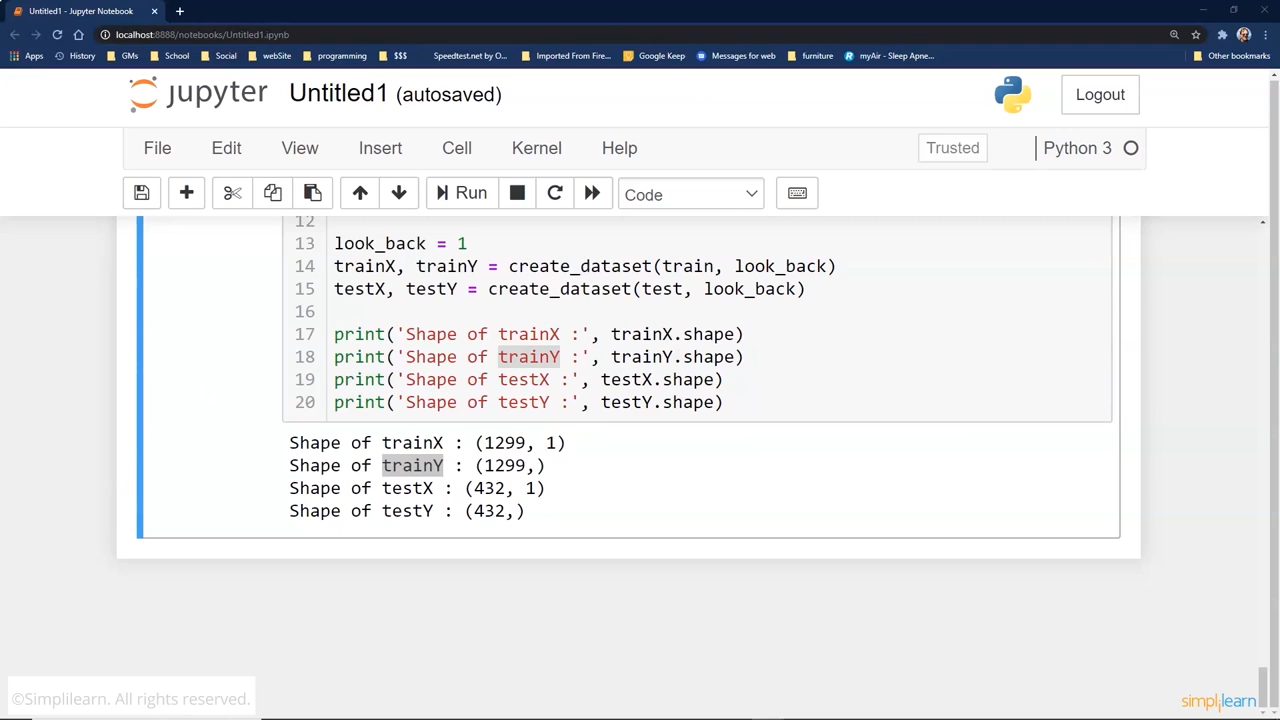 Untitled1 - Jupyter Notebook
localhost:8888/notebooks/Untitled1.ipynb
Apps History GMs School Social webSite programming $$$ Speedtest.net by O... Imported From Fire... Google Keep Messages for web furniture myAir - Sleep Apne... Other bookmarks
jupyter Untitled1 (autosaved) Logout
File Edit View Insert Cell Kernel Help Trusted Python 3
Run Code
12
13 look_back = 1
14 trainX, trainY = create_dataset(train, look_back)
15 testX, testY = create_dataset(test, look_back)
16
17 print('Shape of trainX :', trainX.shape)
18 print('Shape of trainY :', trainY.shape)
19 print('Shape of testX :', testX.shape)
20 print('Shape of testY :', testY.shape)
Shape of trainX : (1299, 1)
Shape of trainY : (1299,)
Shape of testX : (432, 1)
Shape of testY : (432,)
©Simplilearn. All rights reserved.
simplilearn